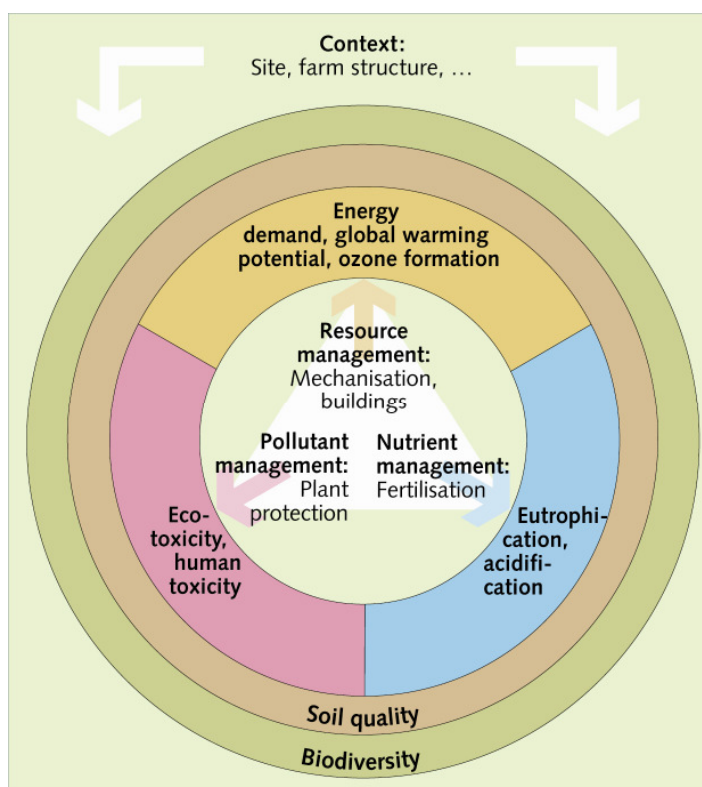 Context:
Site, farm structure, …
Energy
demand, global warming
potential, ozone formation
Resource
management:
Mechanisation,
buildings
Pollutant
management:
Plant
protection
Nutrient
management:
Fertilisation
Eco-
toxicity,
human
toxicity
Eutrophi-
cation,
acidifi-
cation
Soil quality
Biodiversity